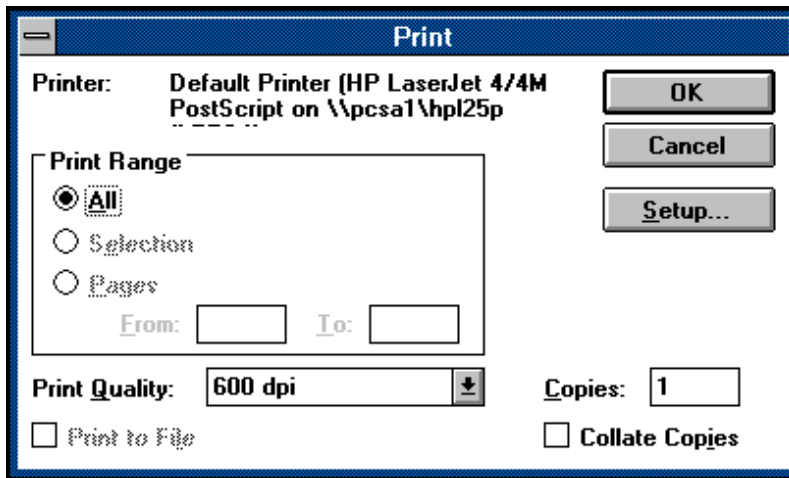 Print
Printer: Default Printer (HP LaserJet 4/4M
PostScript on \\pcsa1\hpl25p
OK
Cancel
Setup...
Print Range
All
Selection
Pages
From: To:
Print Quality: 600 dpi
Copies: 1
Print to File
Collate Copies